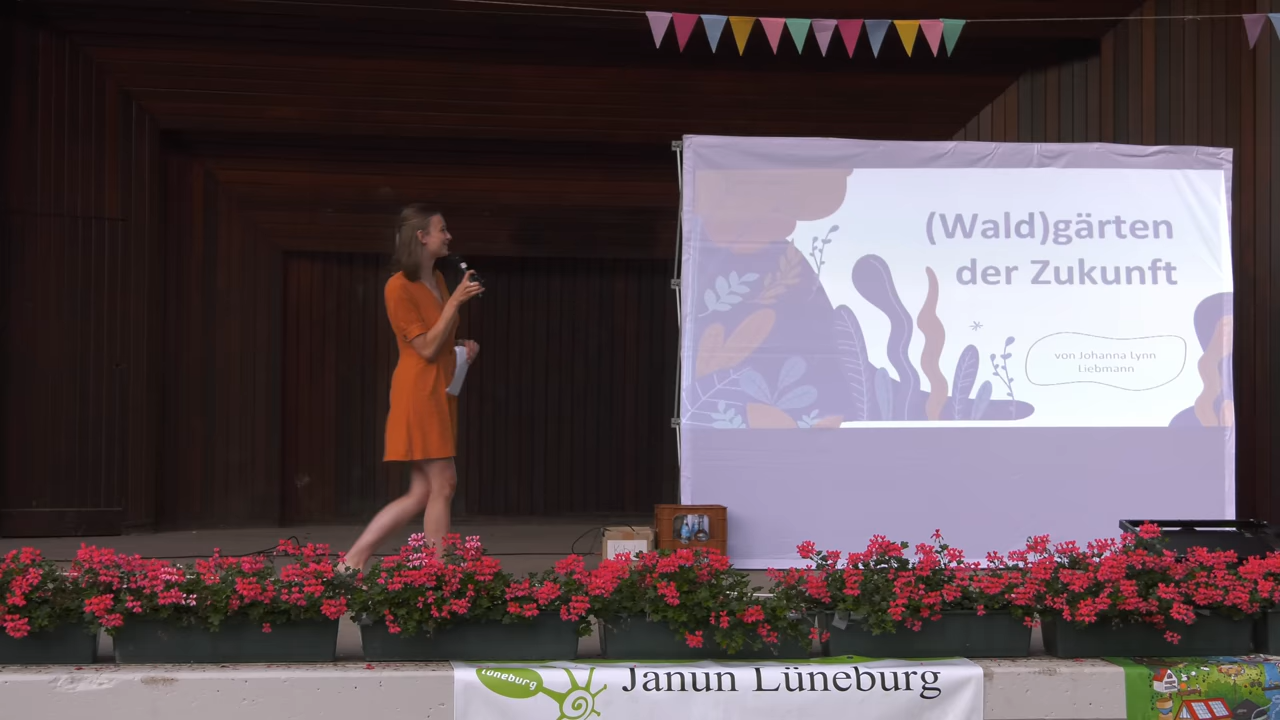 (Wald)gärten
der Zukunft
von Johanna Lynn
Liebmann
lüneburg
Janun Lüneburg